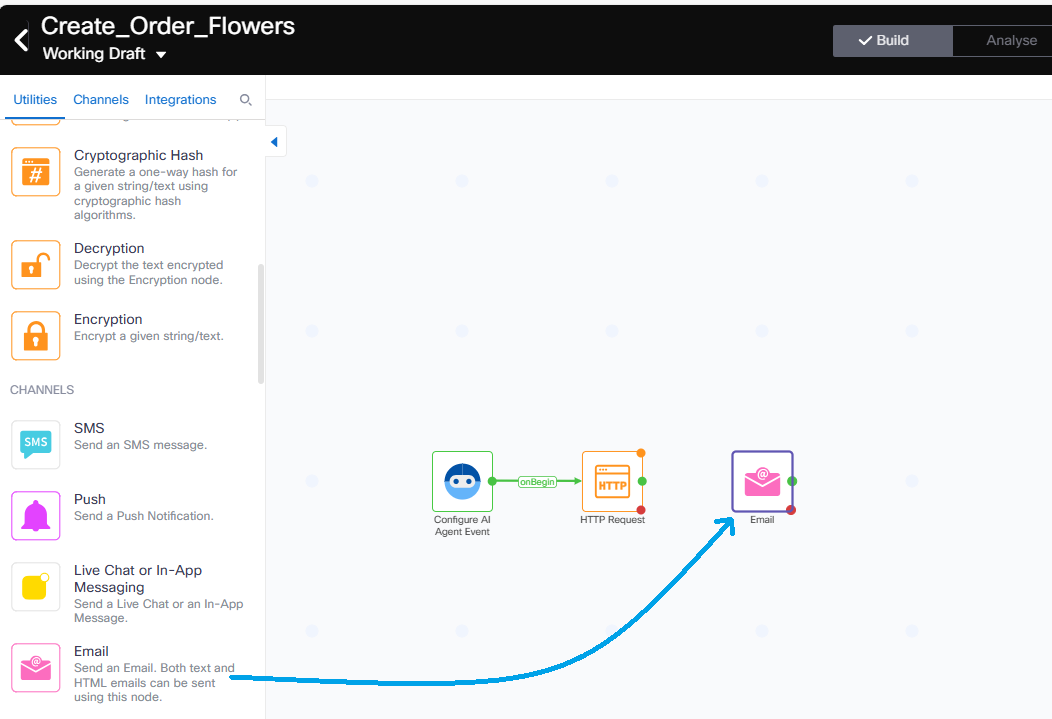 Create_Order_Flowers
Working Draft
Build
Analyse
Utilities
Channels
Integrations
Cryptographic Hash
Generate a one-way hash for
a given string/text using
cryptographic hash
algorithms.
Decryption
Decrypt the text encrypted
using the Encryption node.
Encryption
Encrypt a given string/text.
CHANNELS
SMS
SMS
Send an SMS message.
Push
Send a Push Notification.
Live Chat or In-App
Messaging
Send a Live Chat or an In-App
Message.
Email
Send an Email. Both text and
HTML emails can be sent
using this node.
onBegin
HTTP
Configure AI
Agent Event
HTTP Request
Email